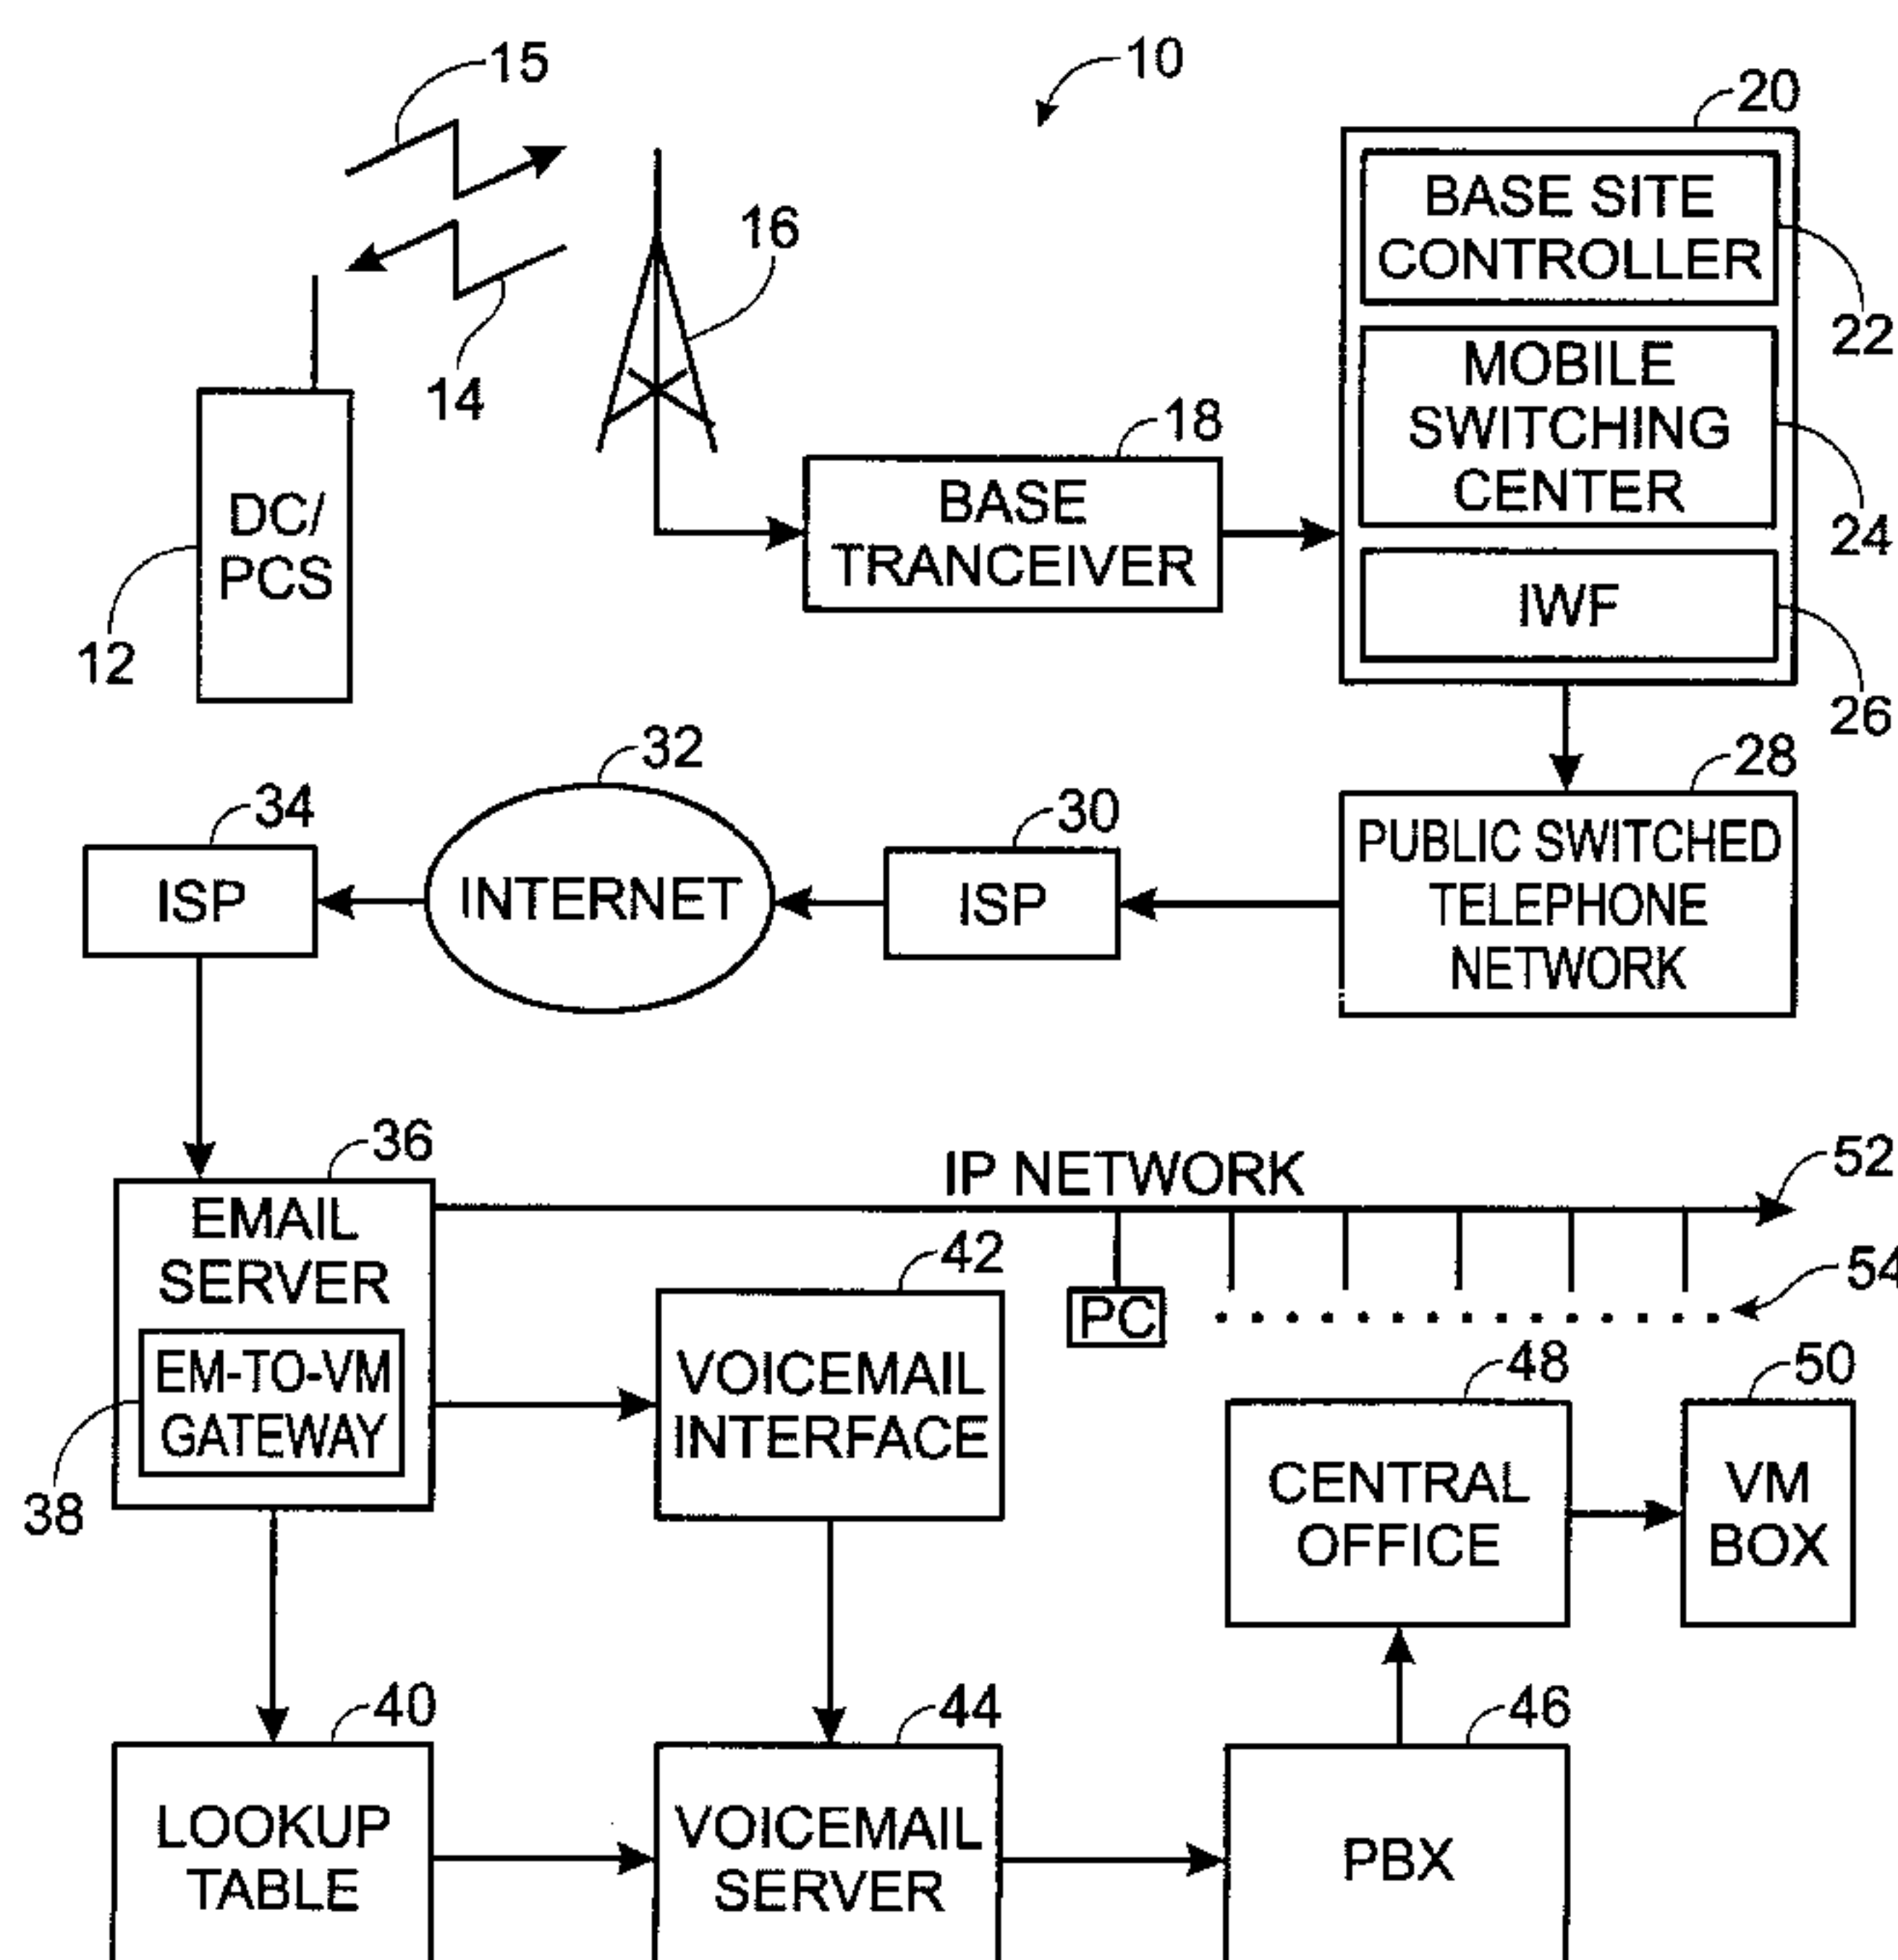 15
10
20
BASE SITE
CONTROLLER
16
22
MOBILE
SWITCHING
CENTER
14
18
24
DC/
PCS
BASE
TRANCEIVER
IWF
12
26
32
28
34
30
PUBLIC SWITCHED
TELEPHONE
NETWORK
ISP
INTERNET
ISP
36
IP NETWORK
52
EMAIL
SERVER
42
54
PC
EM-TO-VM
GATEWAY
VOICEMAIL
INTERFACE
48
50
38
CENTRAL
OFFICE
VM
BOX
40
44
46
LOOKUP
TABLE
VOICEMAIL
SERVER
PBX